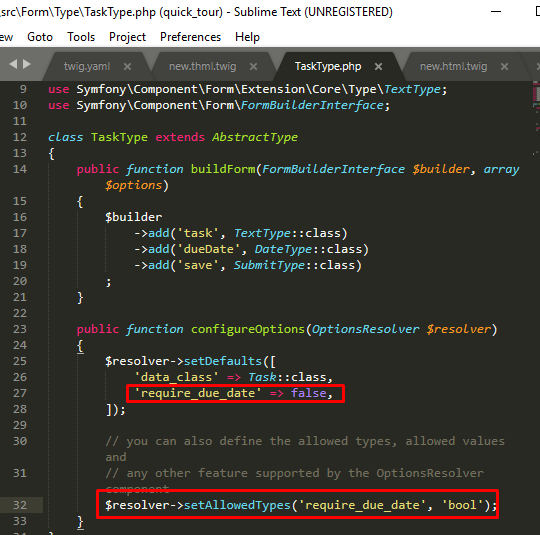 _src\Form\Type\TaskType.php (quick_tour) - Sublime Text (UNREGISTERED)
ew Goto Tools Project Preferences Help
twig.yaml × new.thml.twig × TaskType.php × new.html.twig ×
9 use Symfony\Component\Form\Extension\Core\Type\TextType;
10 use Symfony\Component\Form\FormBuilderInterface;
11
12 class TaskType extends AbstractType
13 {
14 public function buildForm(FormBuilderInterface $builder, array
$options)
15 {
16 $builder
17 ->add('task', TextType::class)
18 ->add('dueDate', DateType::class)
19 ->add('save', SubmitType::class)
20 ;
21 }
22
23 public function configureOptions(OptionsResolver $resolver)
24 {
25 $resolver->setDefaults([
26 'data_class' => Task::class,
27 'require_due_date' => false,
28 ]);
29
30 // you can also define the allowed types, allowed values
and
31 // any other feature supported by the OptionsResolver
component
32 $resolver->setAllowedTypes('require_due_date', 'bool');
33 }
34 }